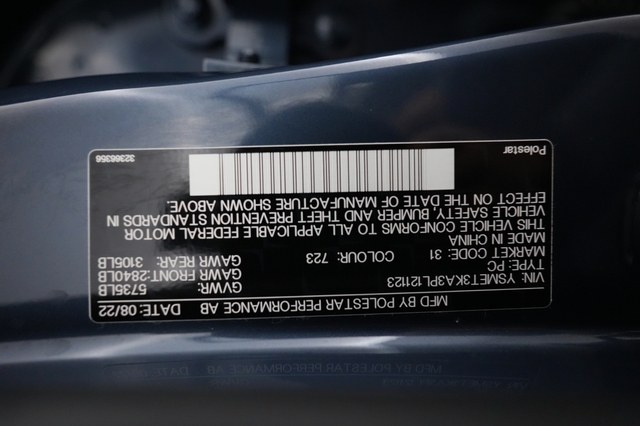 MFD BY POLESTAR PERFORMANCE AB DATE: 08/22
VIN: YSMET3KA3PL121123 GVWR: 5735LB
TYPE: PC GAWR FRONT: 2840LB
MARKET CODE: 31 COLOUR: 723 GAWR REAR: 3105LB
MADE IN CHINA
THIS VEHICLE CONFORMS TO ALL APPLICABLE FEDERAL MOTOR
VEHICLE SAFETY, BUMPER AND THEFT PREVENTION STANDARDS IN
EFFECT ON THE DATE OF MANUFACTURE SHOWN ABOVE.
Polestar 32366356